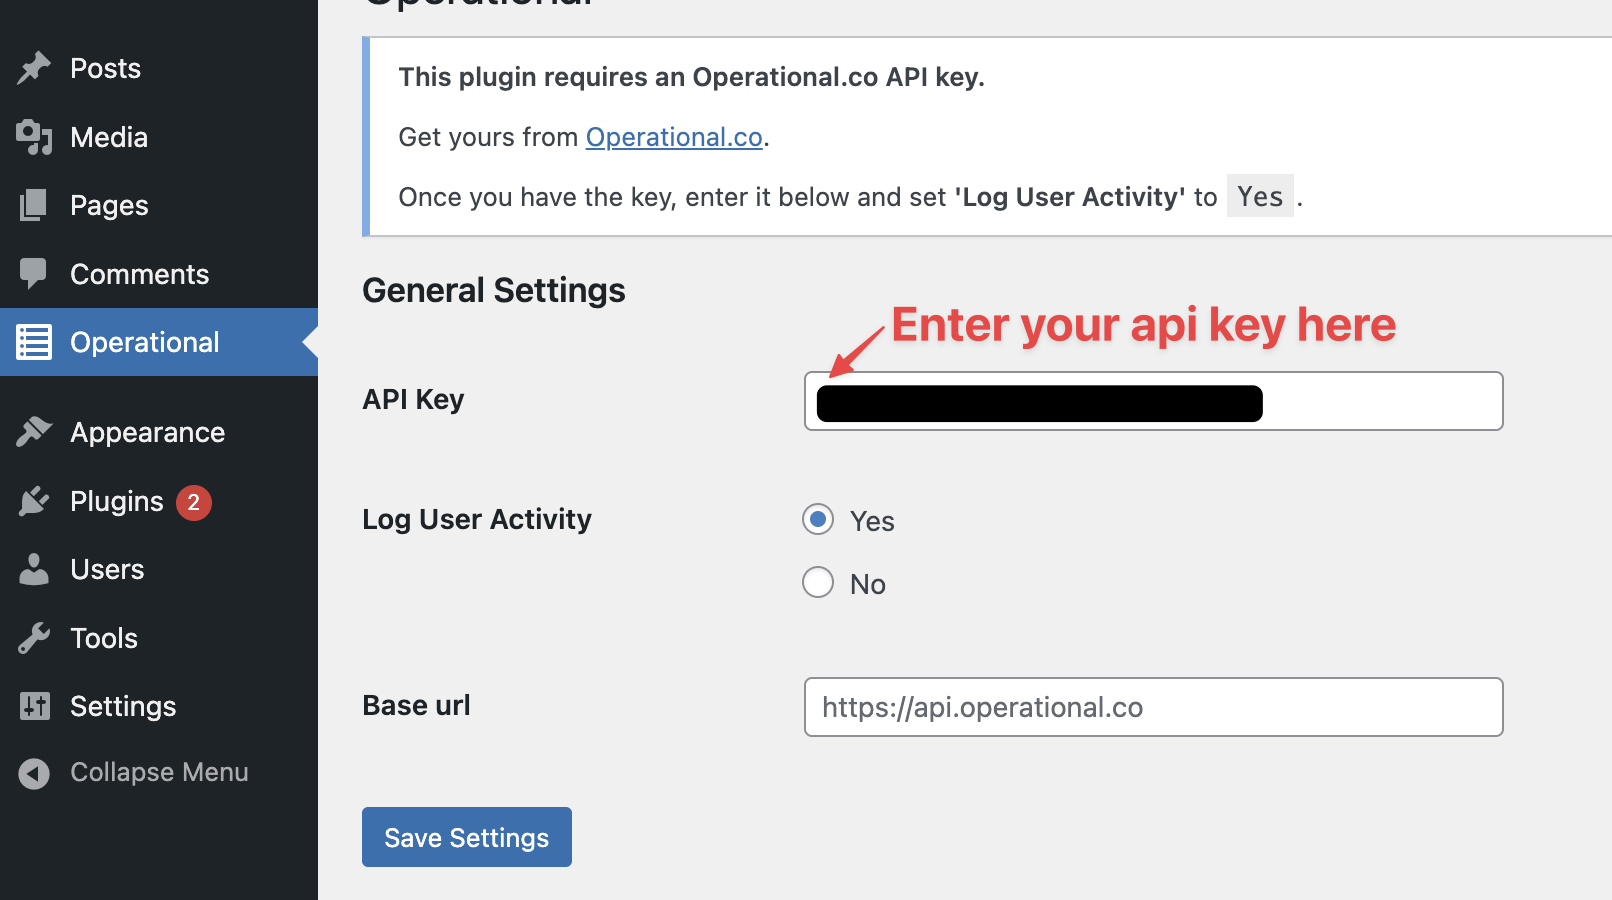 Operational
Posts
Media
Pages
Comments
Operational
Appearance
Plugins 2
Users
Tools
Settings
Collapse Menu
This plugin requires an Operational.co API key.
Get yours from Operational.co.
Once you have the key, enter it below and set 'Log User Activity' to Yes.
General Settings
Enter your api key here
API Key
Log User Activity
Yes
No
Base url
https://api.operational.co
Save Settings